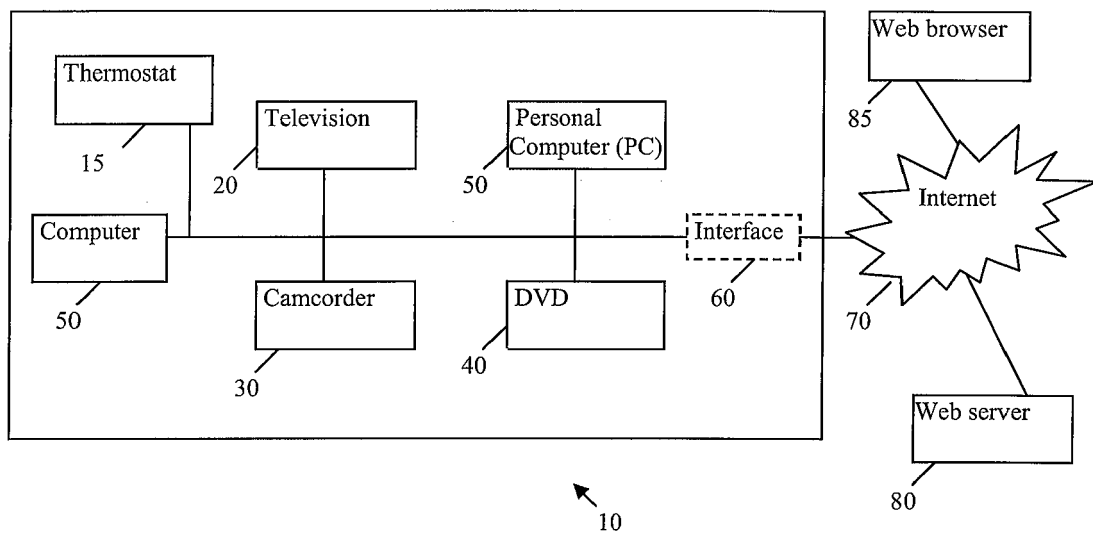 Web browser
85
Thermostat
15
Television
20
Personal
Computer (PC)
50
Internet
70
Computer
50
Interface
60
Camcorder
30
DVD
40
Web server
80
10